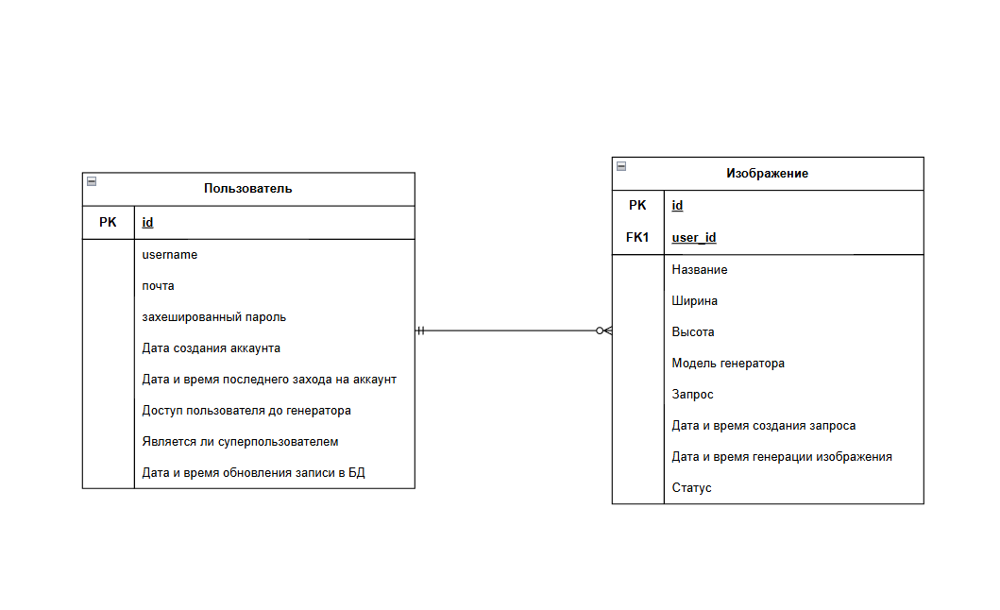 Пользователь
PK id
username
почта
захешированный пароль
Дата создания аккаунта
Дата и время последнего захода на аккаунт
Доступ пользователя до генератора
Является ли суперпользователем
Дата и время обновления записи в БД
Изображение
PK id
FK1 user_id
Название
Ширина
Высота
Модель генератора
Запрос
Дата и время создания запроса
Дата и время генерации изображения
Статус